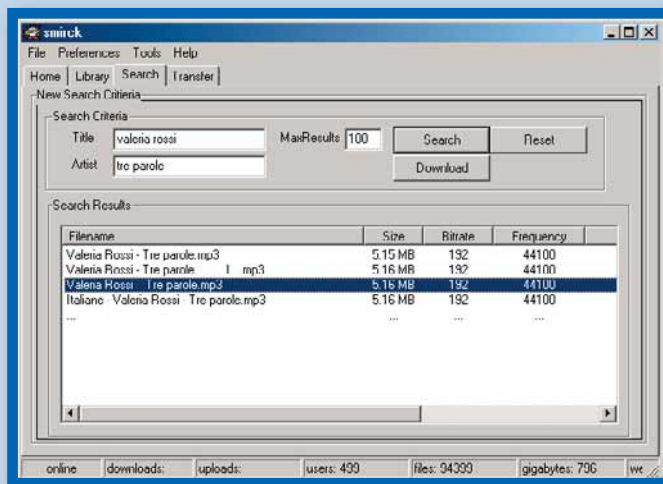 smirck
File Preferences Tools Help
Home Library Search Transfer
New Search Criteria
Search Criteria
Title valeria rossi MaxResults 100 Search Reset
Artist tre parole Download
Search Results
Filename Size Bitrate Frequency
Valeria Rossi - Tre parole.mp3 5.15 MB 192 44100
Valeria Rossi - Tre parole mp3 5.16 MB 192 44100
Valeria Rossi Tre parole.mp3 5.16 MB 192 44100
Italiane - Valeria Rossi - Tre parole.mp3 5.16 MB 192 44100
... ... ... ...
online downloads: uploads: users: 499 files: 94399 gigabytes: 796 we